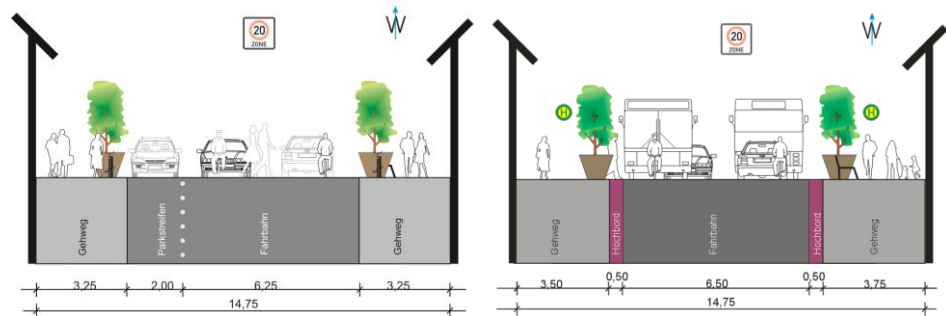 20
ZONE
W
Gehweg
Parkstreifen
Fahrbahn
Gehweg
3,25
2,00
6,25
3,25
14,75
20
ZONE
W
H
H
Gehweg
Hochbord
Fahrbahn
Hochbord
Gehweg
3,50
0,50
6,50
0,50
3,75
14,75